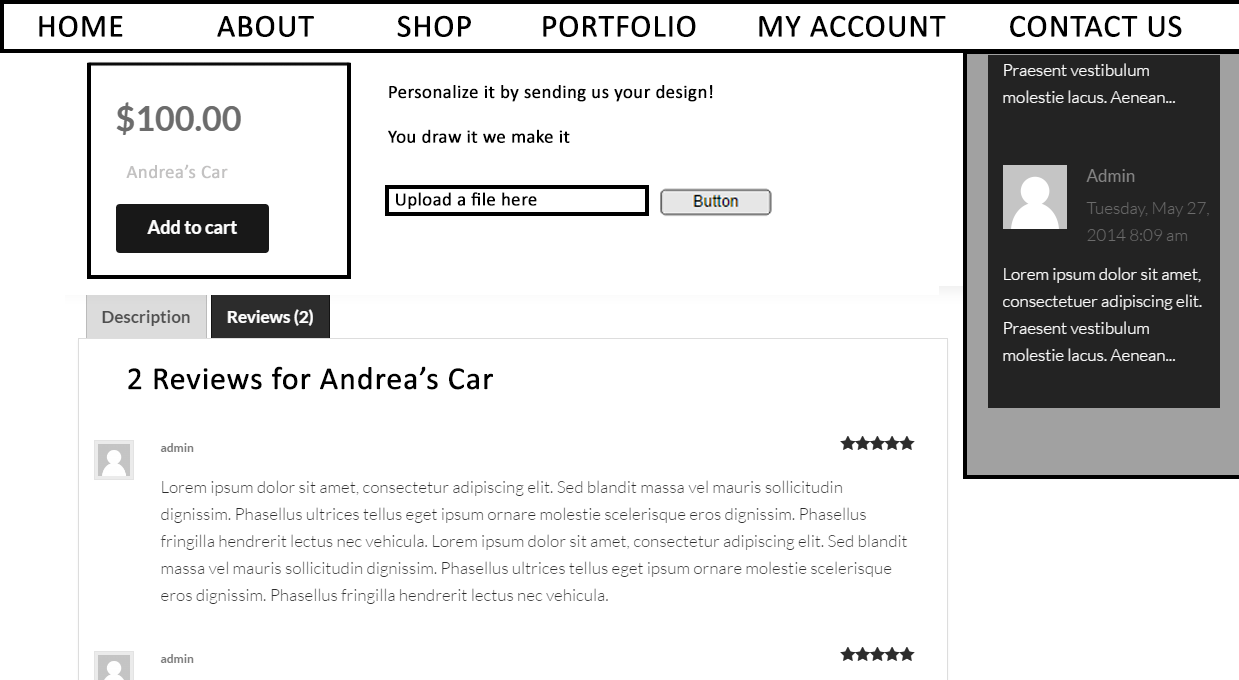 HOME ABOUT SHOP PORTFOLIO MY ACCOUNT CONTACT US
$100.00
Andrea’s Car
Add to cart
Personalize it by sending us your design!
You draw it we make it
Upload a file here
Button
Praesent vestibulum
molestie lacus. Aenean...
Admin
Tuesday, May 27,
2014 8:09 am
Lorem ipsum dolor sit amet,
consectetuer adipiscing elit.
Praesent vestibulum
molestie lacus. Aenean...
Description
Reviews (2)
2 Reviews for Andrea’s Car
admin
Lorem ipsum dolor sit amet, consectetur adipiscing elit. Sed blandit massa vel mauris sollicitudin
dignissim. Phasellus ultrices tellus eget ipsum ornare molestie scelerisque eros dignissim. Phasellus
fringilla hendrerit lectus nec vehicula. Lorem ipsum dolor sit amet, consectetur adipiscing elit. Sed blandit
massa vel mauris sollicitudin dignissim. Phasellus ultrices tellus eget ipsum ornare molestie scelerisque
eros dignissim. Phasellus fringilla hendrerit lectus nec vehicula.
admin